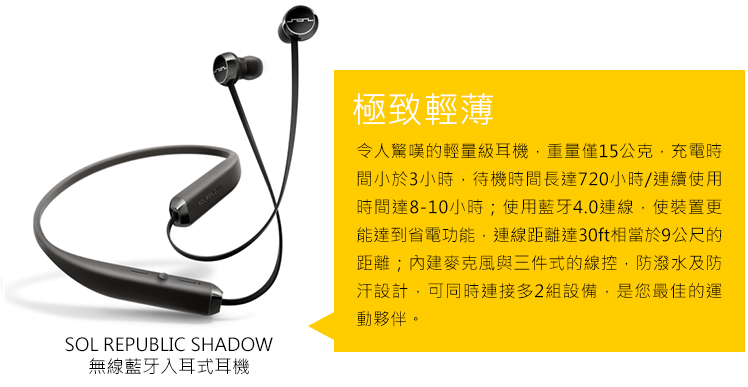 極致輕薄
令人驚嘆的輕量級耳機，重量僅15公克，充電時
間小於3小時，待機時間長達720小時/連續使用
時間達8-10小時；使用藍牙4.0連線，使裝置更
能達到省電功能，連線距離達30ft相當於9公尺的
距離；內建麥克風與三件式的線控，防潑水及防
汗設計，可同時連接多2組設備，是您最佳的運
動夥伴。
SOL REPUBLIC SHADOW
無線藍牙入耳式耳機